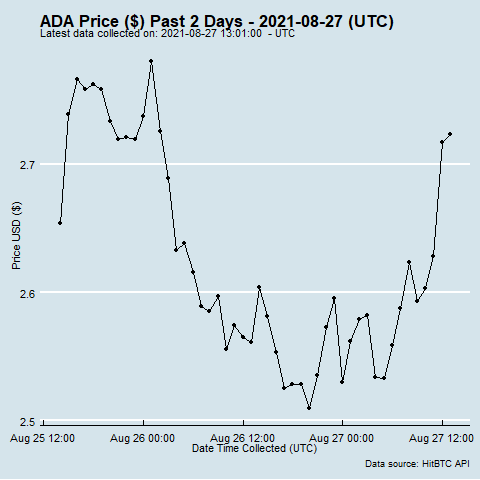 ADA Price ($) Past 2 Days - 2021-08-27 (UTC)
Latest data collected on: 2021-08-27 13:01:00 - UTC
2.7
2.6
2.5
Price USD ($)
Aug 25 12:00 Aug 26 00:00 Aug 26 12:00 Aug 27 00:00 Aug 27 12:00
Date Time Collected (UTC)
Data source: HitBTC API